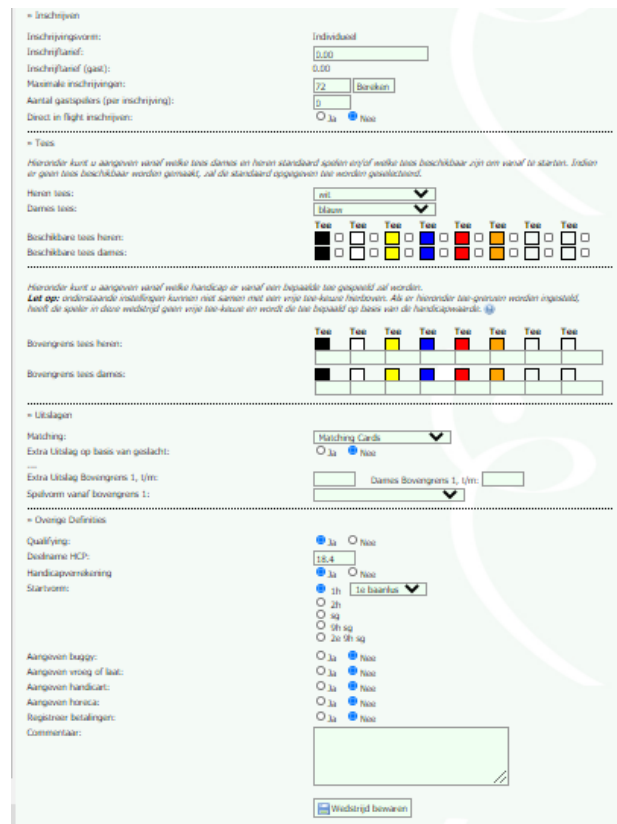 = Inschrijven
Inschrijvingsvorm: Individueel
Inschrijftarief: 0.00
Inschrijftarief (gast): 0.00
Maximale inschrijvingen: 72 Bereken
Aantal gastspelers (per inschrijving): 0
Direct in flight inschrijven: Ja Nee
= Tees
Hieronder kunt u aangeven vanaf welke tees dames en heren standaard spelen en/of welke tees beschikbaar zijn om vanaf te starten. Indien
er geen tees beschikbaar worden gemaakt, zal de standaard opgegeven tee worden geselecteerd.
Heren tees: wit
Dames tees: blauw
Tee Tee Tee Tee Tee Tee Tee Tee
Beschikbare tees heren:
Beschikbare tees dames:
Hieronder kunt u aangeven vanaf welke handicap er vanaf een bepaalde tee gespeeld zal worden.
Let op: onderstaande instellingen kunnen niet samen met een vrije tee-keuze hierboven. Als er hieronder tee-grenzen worden ingesteld,
heeft de speler in deze wedstrijd geen vrije tee-keuze en wordt de tee bepaald op basis van de handicapwaarde.
Tee Tee Tee Tee Tee Tee Tee Tee
Bovengrens tees heren:
Bovengrens tees dames:
= Uitslagen
Matching: Matching Cards
Extra Uitslag op basis van geslacht: Ja Nee
....
Extra Uitslag Bovengrens 1, t/m: Dames Bovengrens 1, t/m:
Spelvorm vanaf bovengrens 1:
= Overige Definities
Qualifying: Ja Nee
Deelname HCP: 18.4
Handicapverrekening Ja Nee
Startvorm: 1h 1e baanlus
2h
sg
9h sg
2e 9h sg
Aangeven buggy: Ja Nee
Aangeven vroeg of laat: Ja Nee
Aangeven handicart: Ja Nee
Aangeven horeca: Ja Nee
Registreer betalingen: Ja Nee
Commentaar:
Wedstrijd bewaren